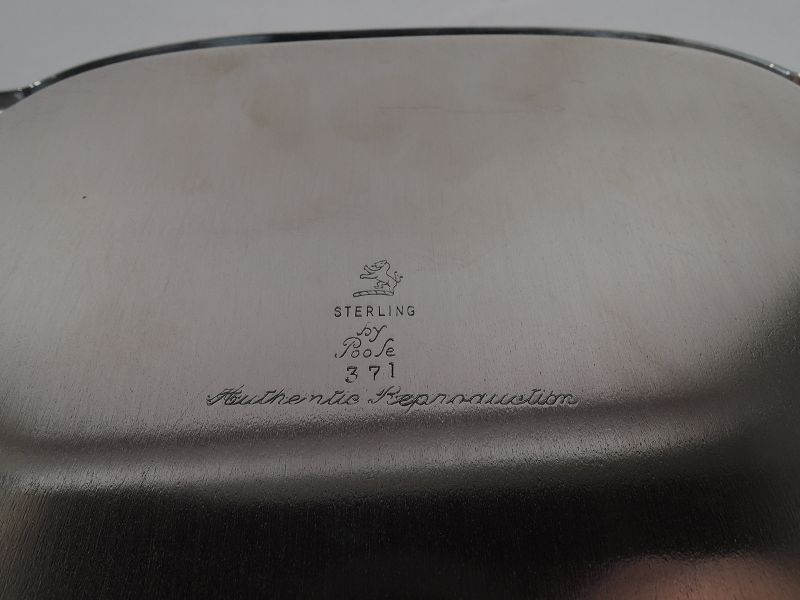 STERLING
by
Poole
371
Authentic Reproduction